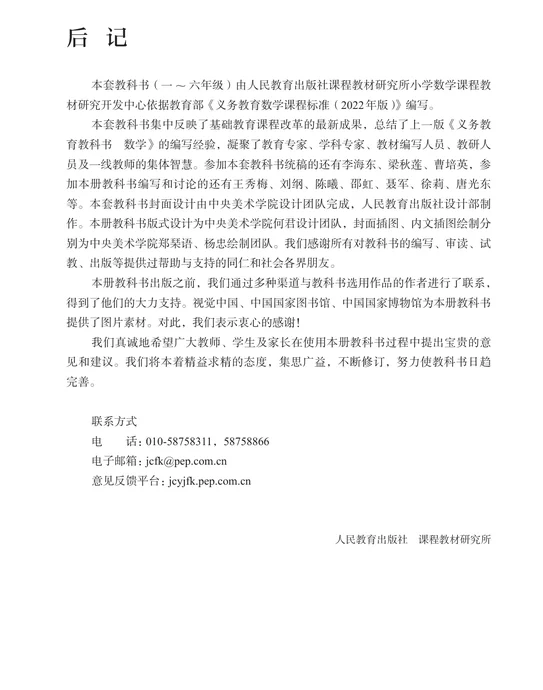 后 记
本套教科书（一～六年级）由人民教育出版社课程教材研究所小学数学课程教
材研究开发中心依据教育部《义务教育数学课程标准（2022年版）》编写。
本套教科书集中反映了基础教育课程改革的最新成果，总结了上一版《义务教
育教科书　数学》的编写经验，凝聚了教育专家、学科专家、教材编写人员、教研人
员及一线教师的集体智慧。参加本套教科书统稿的还有李海东、梁秋莲、曹培英，参
加本册教科书编写和讨论的还有王秀梅、刘纲、陈曦、邵虹、聂军、徐莉、唐光东
等。本套教科书封面设计由中央美术学院设计团队完成，人民教育出版社设计部制
作。本册教科书版式设计为中央美术学院何君设计团队，封面插图、内文插图绘制分
别为中央美术学院郑琹语、杨忠绘制团队。我们感谢所有对教科书的编写、审读、试
教、出版等提供过帮助与支持的同仁和社会各界朋友。
本册教科书出版之前，我们通过多种渠道与教科书选用作品的作者进行了联系，
得到了他们的大力支持。视觉中国、中国国家图书馆、中国国家博物馆为本册教科书
提供了图片素材。对此，我们表示衷心的感谢！
我们真诚地希望广大教师、学生及家长在使用本册教科书过程中提出宝贵的意
见和建议。我们将本着精益求精的态度，集思广益，不断修订，努力使教科书日趋
完善。
联系方式
电　　话：010-58758311，58758866
电子邮箱：jcfk@pep.com.cn
意见反馈平台：jcyjfk.pep.com.cn
人民教育出版社　课程教材研究所